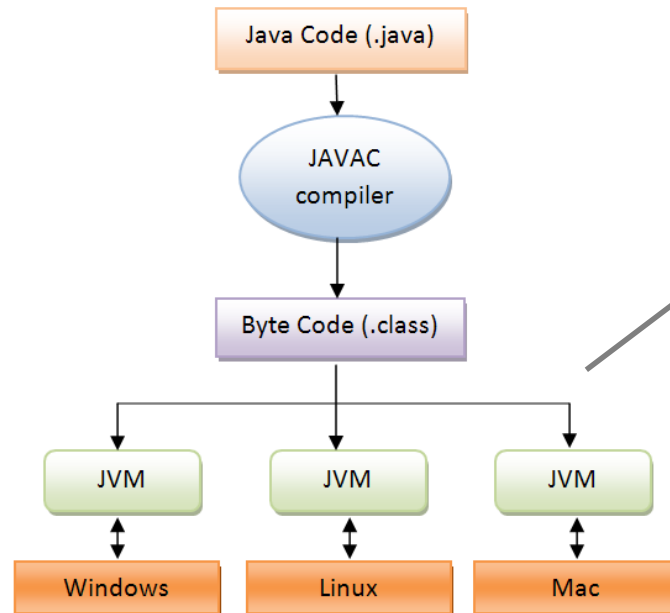 Java Code (.java)
JAVAC
compiler
Byte Code (.class)
JVM
JVM
JVM
Windows
Linux
Mac